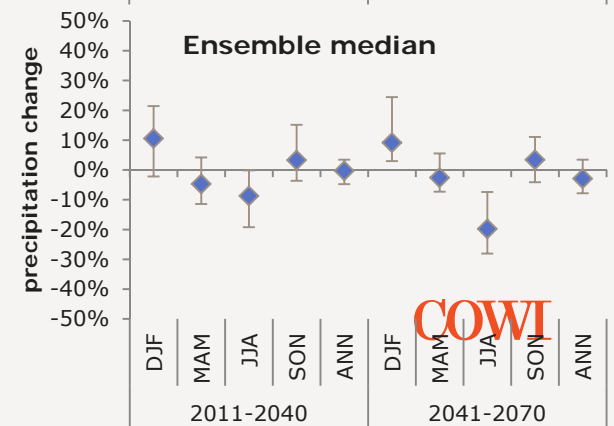 50%
40%
30%
20%
10%
0%
-10%
-20%
-30%
-40%
-50%
precipitation change
Ensemble median
COWI
DJF
MAM
JJA
SON
ANN
DJF
MAM
JJA
SON
ANN
2011-2040
2041-2070